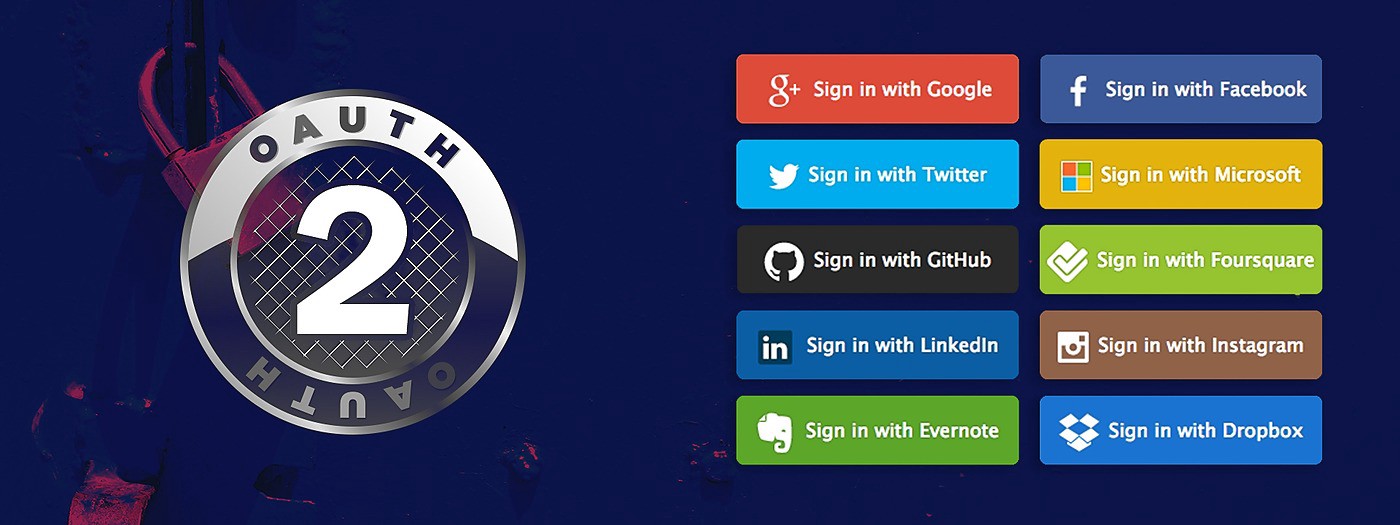 OAUTH
2
OAUTH
g+ Sign in with Google
f Sign in with Facebook
Sign in with Twitter
Sign in with Microsoft
Sign in with GitHub
Sign in with Foursquare
in Sign in with LinkedIn
Sign in with Instagram
Sign in with Evernote
Sign in with Dropbox